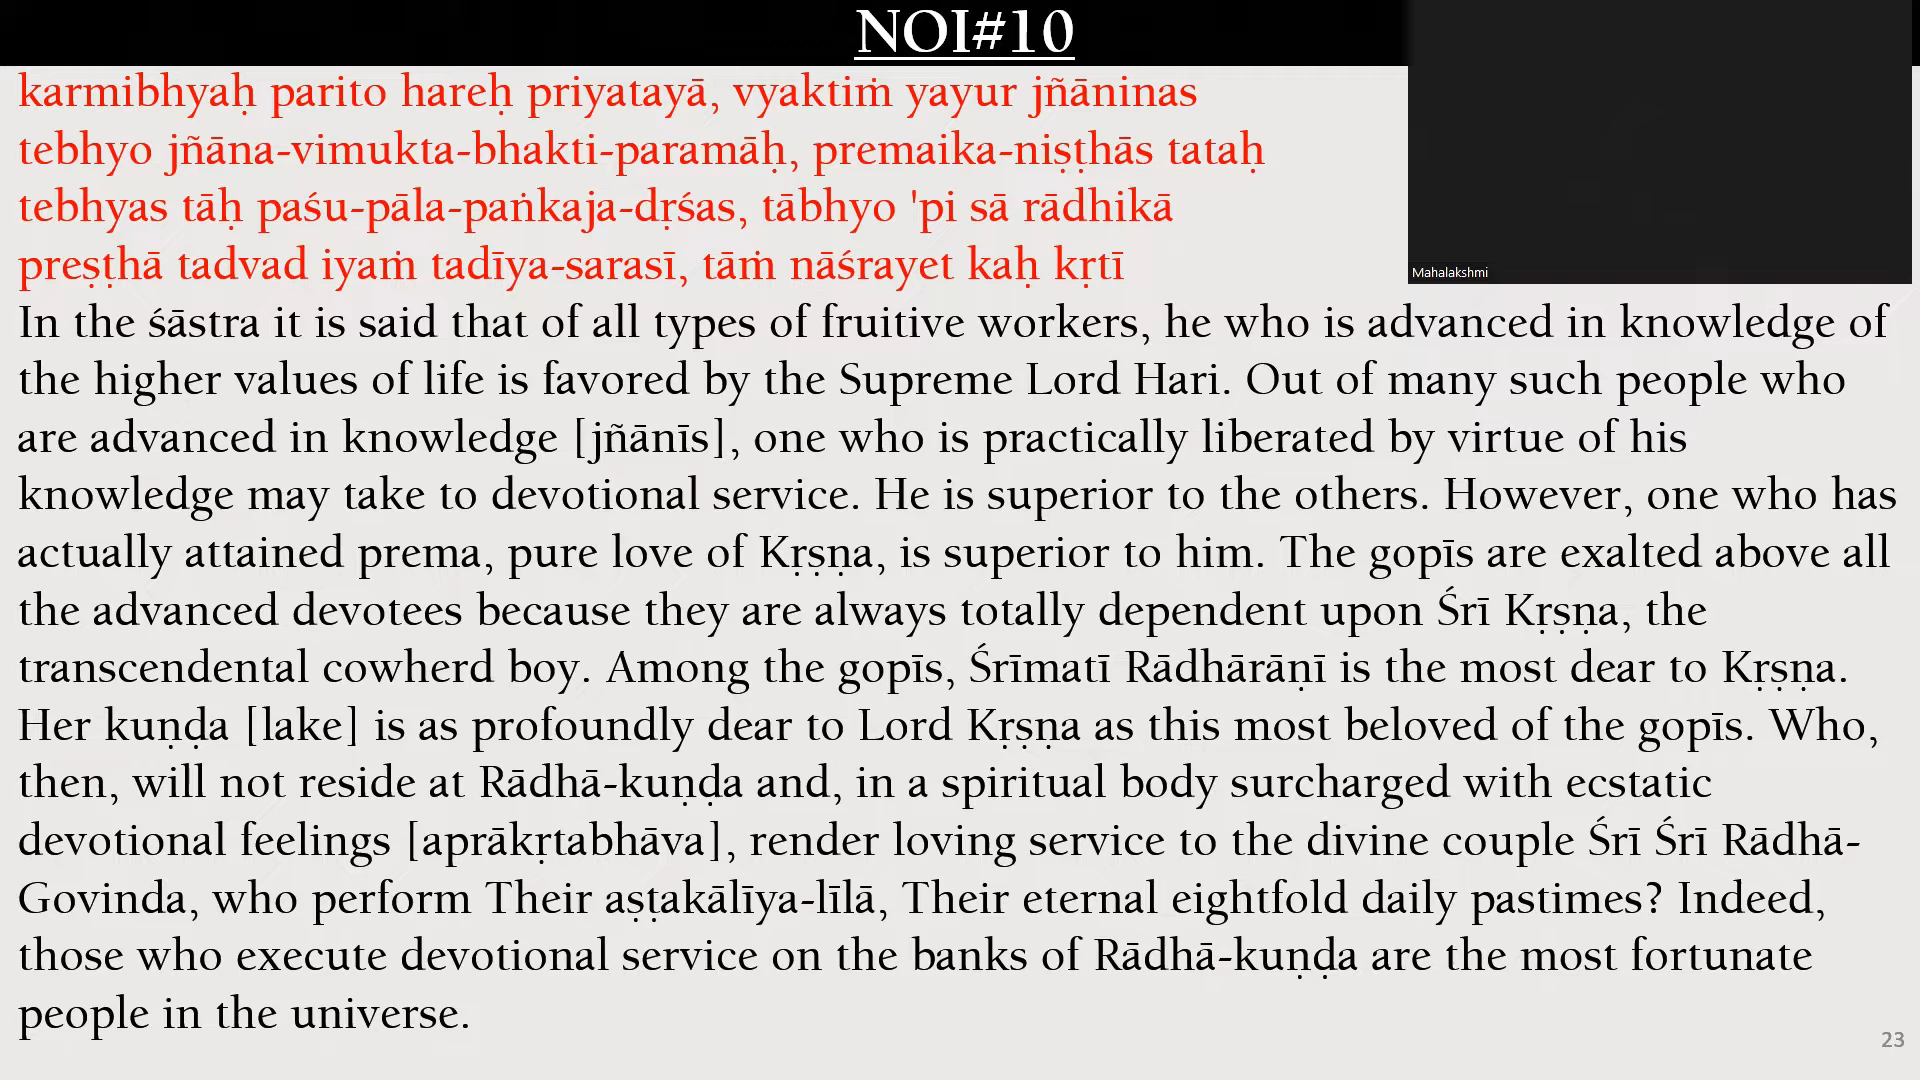 NOI#10
karmibhyaḥ parito hareḥ priyatayā, vyaktiṁ yayur jñāninas
tebhyo jñāna-vimukta-bhakti-paramāḥ, premaika-niṣṭhās tataḥ
tebhyas tāḥ paśu-pāla-paṅkaja-dṛśas, tābhyo 'pi sā rādhikā
preṣṭhā tadvad iyaṁ tadīya-sarasī, tāṁ nāśrayet kaḥ kṛtī
Mahalakshmi
In the śāstra it is said that of all types of fruitive workers, he who is advanced in knowledge of
the higher values of life is favored by the Supreme Lord Hari. Out of many such people who
are advanced in knowledge [jñānīs], one who is practically liberated by virtue of his
knowledge may take to devotional service. He is superior to the others. However, one who has
actually attained prema, pure love of Kṛṣṇa, is superior to him. The gopīs are exalted above all
the advanced devotees because they are always totally dependent upon Śrī Kṛṣṇa, the
transcendental cowherd boy. Among the gopīs, Śrīmatī Rādhārāṇī is the most dear to Kṛṣṇa.
Her kuṇḍa [lake] is as profoundly dear to Lord Kṛṣṇa as this most beloved of the gopīs. Who,
then, will not reside at Rādhā-kuṇḍa and, in a spiritual body surcharged with ecstatic
devotional feelings [aprākṛtabhāva], render loving service to the divine couple Śrī Śrī Rādhā-
Govinda, who perform Their aṣṭakālīya-līlā, Their eternal eightfold daily pastimes? Indeed,
those who execute devotional service on the banks of Rādhā-kuṇḍa are the most fortunate
people in the universe.
23